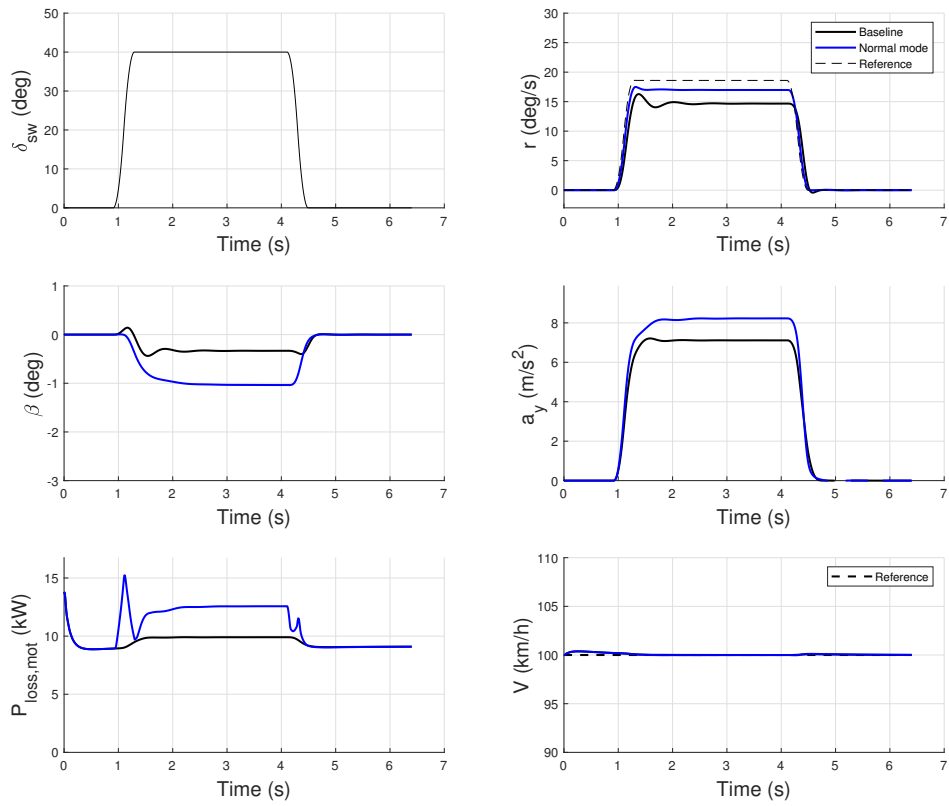 50
40
30
20
10
0
δsw (deg)
0 1 2 3 4 5 6 7
Time (s)
30
25
20
15
10
5
0
r (deg/s)
Baseline
Normal mode
Reference
0 1 2 3 4 5 6 7
Time (s)
1
0
-1
-2
-3
β (deg)
0 1 2 3 4 5 6 7
Time (s)
8
6
4
2
0
ay (m/s2)
0 1 2 3 4 5 6 7
Time (s)
15
10
5
0
Ploss,mot (kW)
0 1 2 3 4 5 6 7
Time (s)
110
105
100
95
90
V (km/h)
Reference
0 1 2 3 4 5 6 7
Time (s)